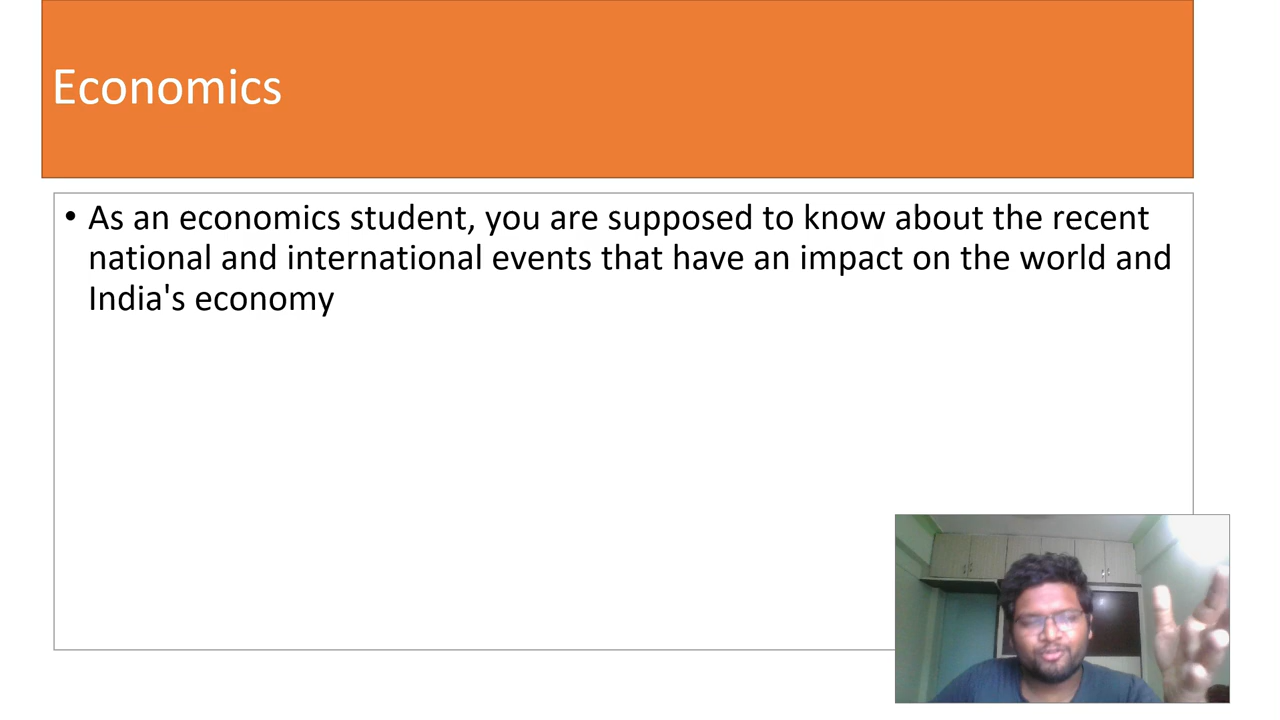 Economics
• As an economics student, you are supposed to know about the recent
national and international events that have an impact on the world and
India's economy